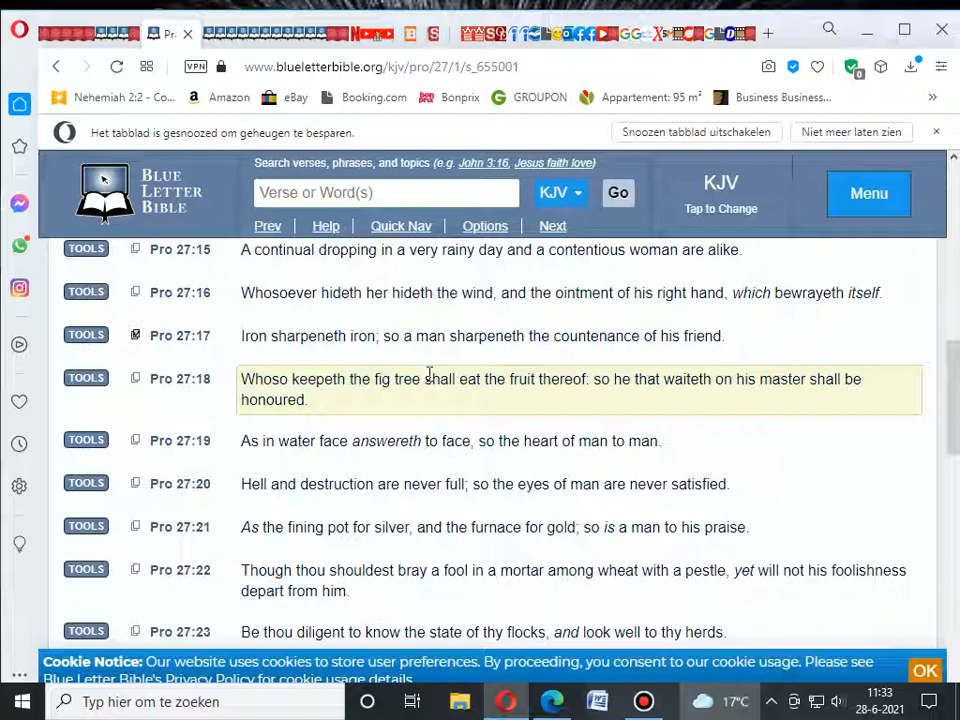 Pr
www.blueletterbible.org/kjv/pro/27/1/s_655001
VPN
0
Nehemiah 2:2 - Co...
Amazon
eBay
Booking.com
Bonprix
GROUPON
Appartement: 95 m²
Business Business...
Het tabblad is gesnoozed om geheugen te besparen.
Snoozen tabblad uitschakelen
Niet meer laten zien
BLUE
LETTER
BIBLE
Search verses, phrases, and topics (e.g. John 3:16, Jesus faith love)
Verse or Word(s)
KJV
Go
KJV
Tap to Change
Menu
Prev
Help
Quick Nav
Options
Next
TOOLS Pro 27:15 A continual dropping in a very rainy day and a contentious woman are alike.
TOOLS Pro 27:16 Whosoever hideth her hideth the wind, and the ointment of his right hand, which bewrayeth itself.
TOOLS Pro 27:17 Iron sharpeneth iron; so a man sharpeneth the countenance of his friend.
TOOLS Pro 27:18 Whoso keepeth the fig tree shall eat the fruit thereof: so he that waiteth on his master shall be
honoured.
TOOLS Pro 27:19 As in water face answereth to face, so the heart of man to man.
TOOLS Pro 27:20 Hell and destruction are never full; so the eyes of man are never satisfied.
TOOLS Pro 27:21 As the fining pot for silver, and the furnace for gold; so is a man to his praise.
TOOLS Pro 27:22 Though thou shouldest bray a fool in a mortar among wheat with a pestle, yet will not his foolishness
depart from him.
TOOLS Pro 27:23 Be thou diligent to know the state of thy flocks, and look well to thy herds.
Cookie Notice: Our website uses cookies to store user preferences. By proceeding, you consent to our cookie usage. Please see
Blue Letter Bible's Privacy Policy for cookie usage details.
OK
Typ hier om te zoeken
17°C
11:33
28-6-2021